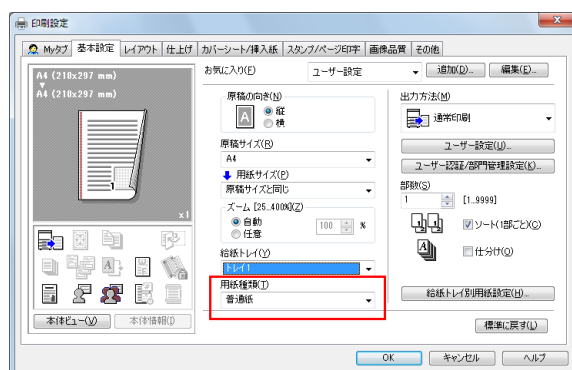 印刷設定
Myタブ 基本設定 レイアウト 仕上げ カバーシート/挿入紙 スタンプ/ページ印字 画像品質 その他
A4 (210x297 mm)
A4 (210x297 mm)
1
x1
本体ビュー(V) 本体情報(I)
お気に入り(F) ユーザー設定 追加(D)... 編集(E)...
原稿の向き(N)
A
縦
横
原稿サイズ(R)
A4
用紙サイズ(P)
原稿サイズと同じ
ズーム [25..400%](Z)
自動
任意
100 %
給紙トレイ(Y)
トレイ1
用紙種類(T)
普通紙
出力方法(M)
通常印刷
ユーザー設定(U)...
ユーザー認証/部門管理設定(K)...
部数(S)
1 [1..9999]
ソート(1部ごと)(C)
仕分け(O)
給紙トレイ別用紙設定(H)...
標準に戻す(L)
OK キャンセル ヘルプ